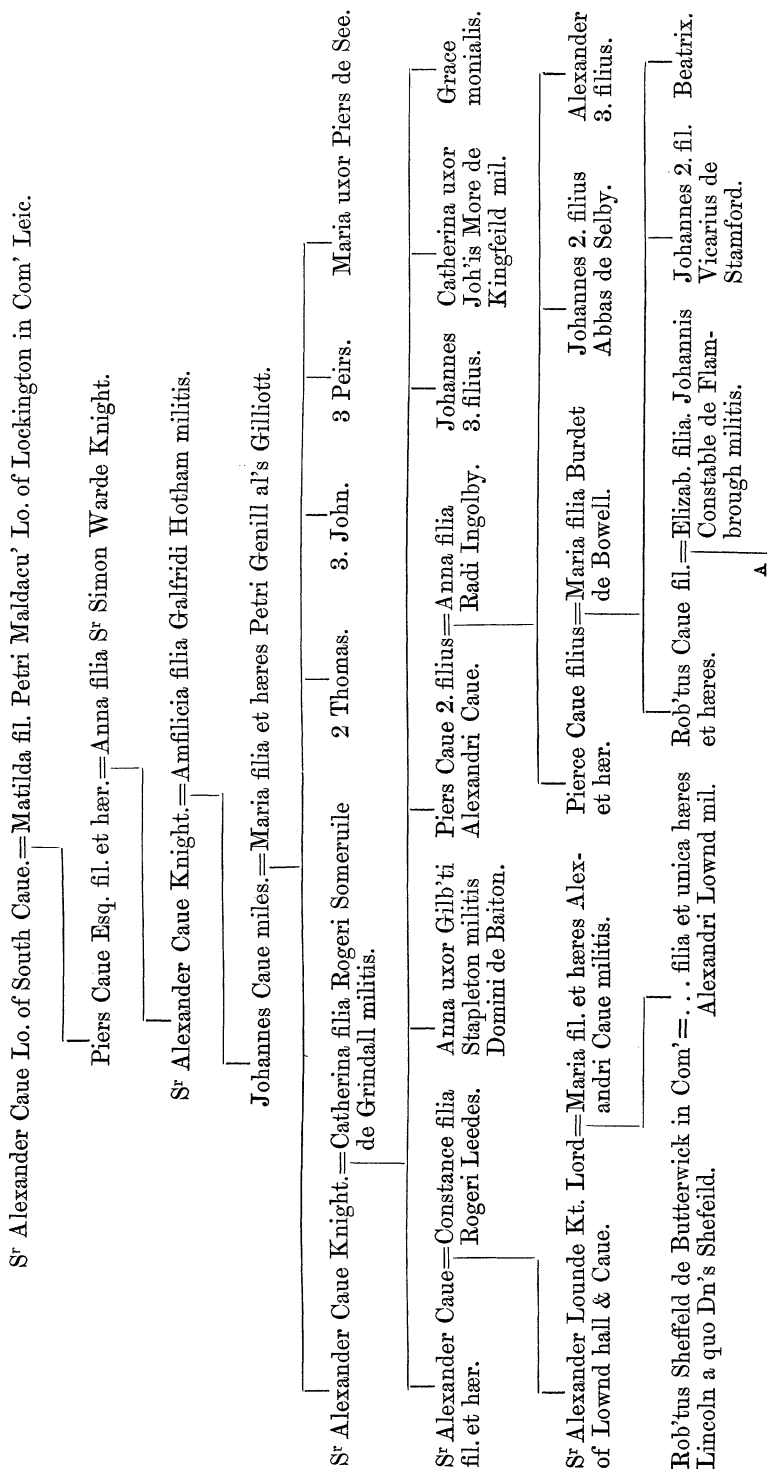 Sr Alexander Caue Lo. of South Caue.=Matilda fil. Petri Maldacu' Lo. of Lockington in Com' Leic.
Piers Caue Esq. fil. et hær.=Anna filia Sr Simon Warde Knight.
Sr Alexander Caue Knight.=Amfilicia filia Galfridi Hotham militis.
Johannes Caue miles.=Maria filia et hæres Petri Genill al's Gilliott.
Sr Alexander Caue Knight.=Catherina filia Rogeri Someruile
de Grindall militis.
2 Thomas.
3. John.
3 Peirs.
Maria uxor Piers de See.
Sr Alexander Caue=Constance filia
fil. et hær. Rogeri Leedes.
Anna uxor Gilb'ti
Stapleton militis
Domini de Baiton.
Piers Caue 2. filius=Anna filia
Alexandri Caue. Radi Ingolby.
Johannes
3. filius.
Catherina uxor
Joh'is More de
Kingfeild mil.
Grace
monialis.
Sr Alexander Lounde Kt. Lord=Maria fil. et hæres Alex-
of Lownd hall & Caue. andri Caue militis.
Pierce Caue filius=Maria filia Burdet
et hær. de Bowell.
Johannes 2. filius
Abbas de Selby.
Alexander
3. filius.
Rob'tus Sheffeld de Butterwick in Com'=... filia et unica hæres
Lincoln a quo Dn's Shefeild. Alexandri Lownd mil.
Rob'tus Caue fil.=Elizab. filia. Johannis
et hæres. Constable de Flam-
brough militis.
Johannes 2. fil.
Vicarius de
Stamford.
Beatrix.
A